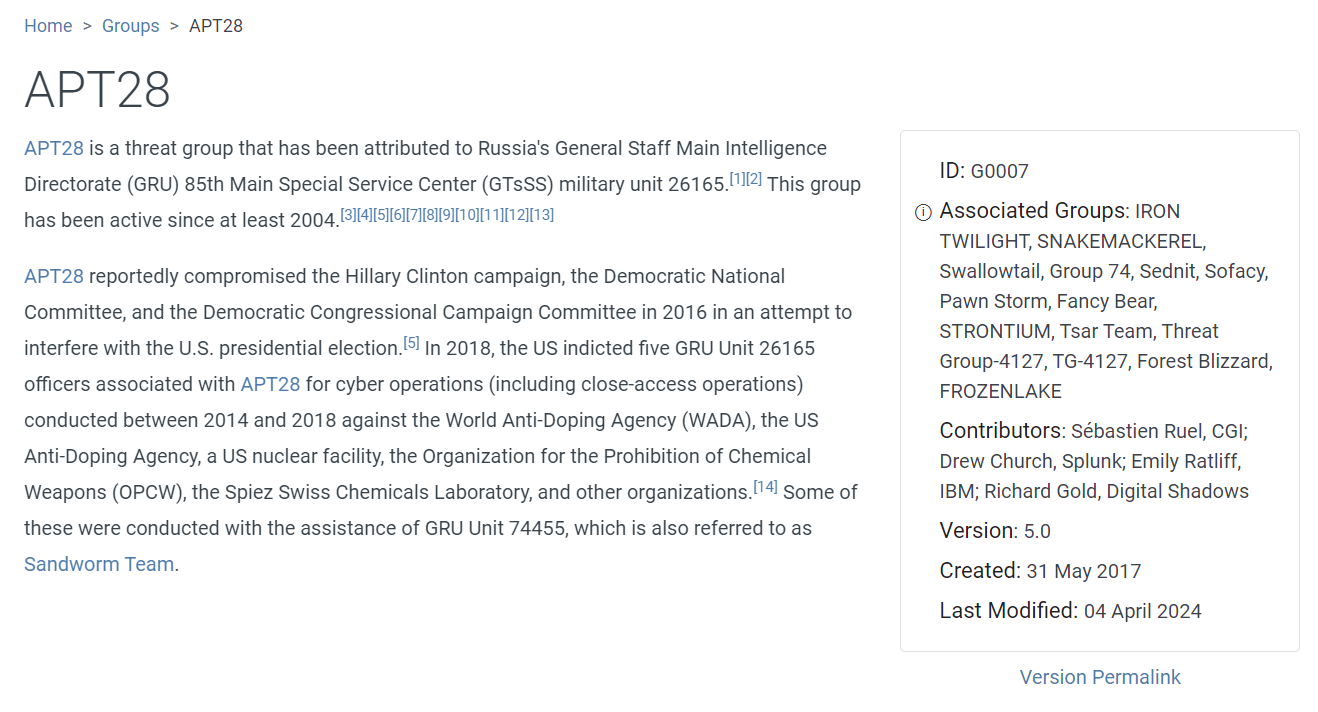 Home > Groups > APT28
APT28
APT28 is a threat group that has been attributed to Russia's General Staff Main Intelligence
Directorate (GRU) 85th Main Special Service Center (GTsSS) military unit 26165.[1][2] This group
has been active since at least 2004.[3][4][5][6][7][8][9][10][11][12][13]
APT28 reportedly compromised the Hillary Clinton campaign, the Democratic National
Committee, and the Democratic Congressional Campaign Committee in 2016 in an attempt to
interfere with the U.S. presidential election.[5] In 2018, the US indicted five GRU Unit 26165
officers associated with APT28 for cyber operations (including close-access operations)
conducted between 2014 and 2018 against the World Anti-Doping Agency (WADA), the US
Anti-Doping Agency, a US nuclear facility, the Organization for the Prohibition of Chemical
Weapons (OPCW), the Spiez Swiss Chemicals Laboratory, and other organizations.[14] Some of
these were conducted with the assistance of GRU Unit 74455, which is also referred to as
Sandworm Team.
ID: G0007
ⓘ Associated Groups: IRON
TWILIGHT, SNAKEMACKEREL,
Swallowtail, Group 74, Sednit, Sofacy,
Pawn Storm, Fancy Bear,
STRONTIUM, Tsar Team, Threat
Group-4127, TG-4127, Forest Blizzard,
FROZENLAKE
Contributors: Sébastien Ruel, CGI;
Drew Church, Splunk; Emily Ratliff,
IBM; Richard Gold, Digital Shadows
Version: 5.0
Created: 31 May 2017
Last Modified: 04 April 2024
Version Permalink